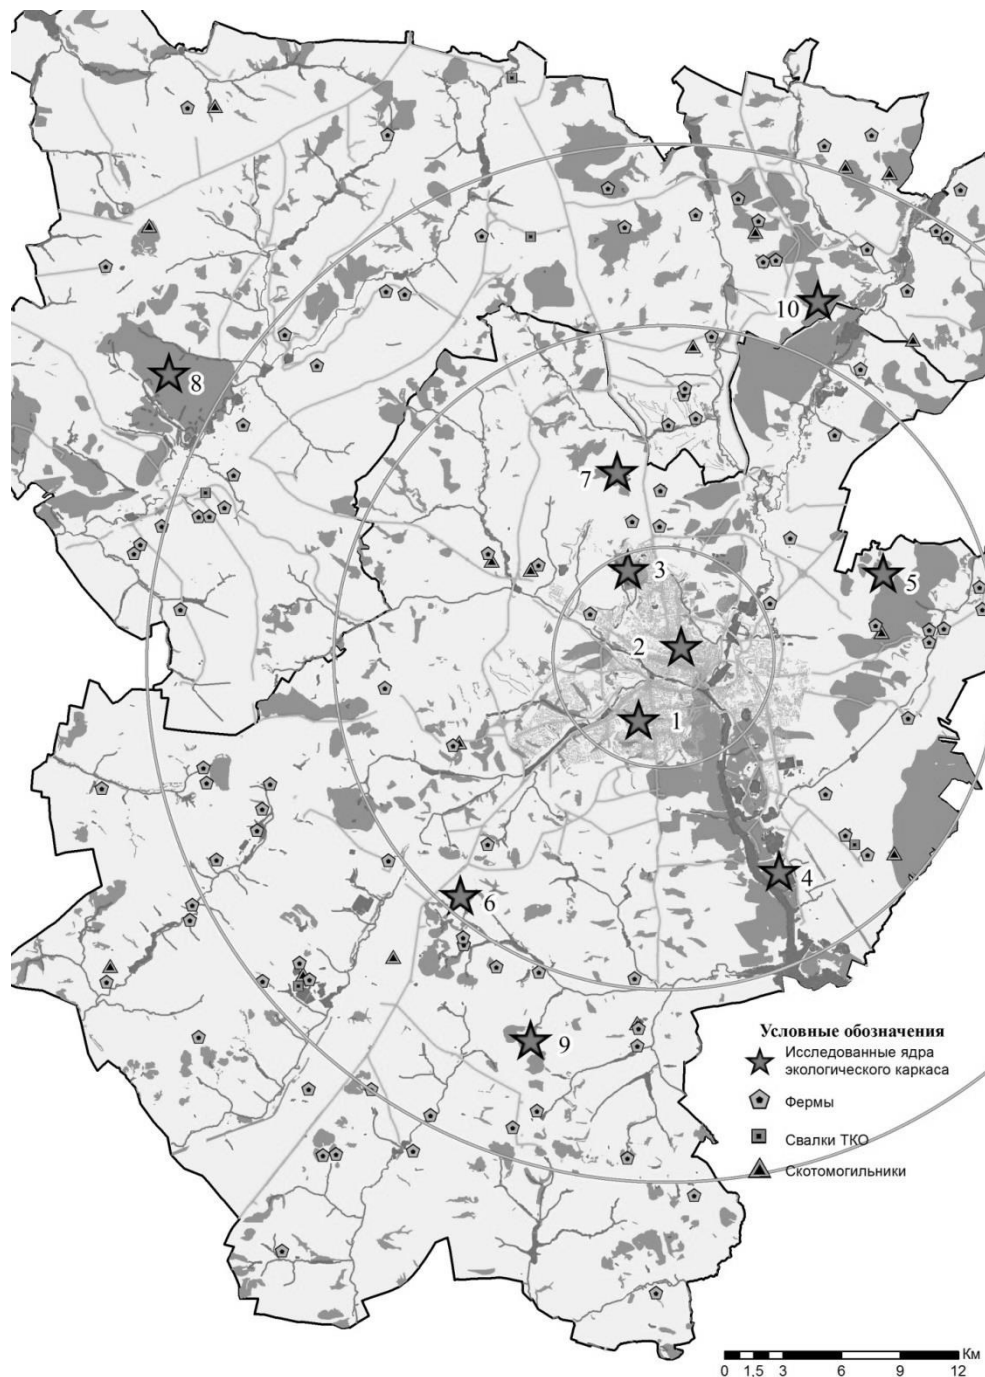 10
8
7
3
5
2
1
4
6
9
Условные обозначения
Исследованные ядра
экологического каркаса
Фермы
Свалки ТКО
Скотомогильники
Км
0 1,5 3 6 9 12